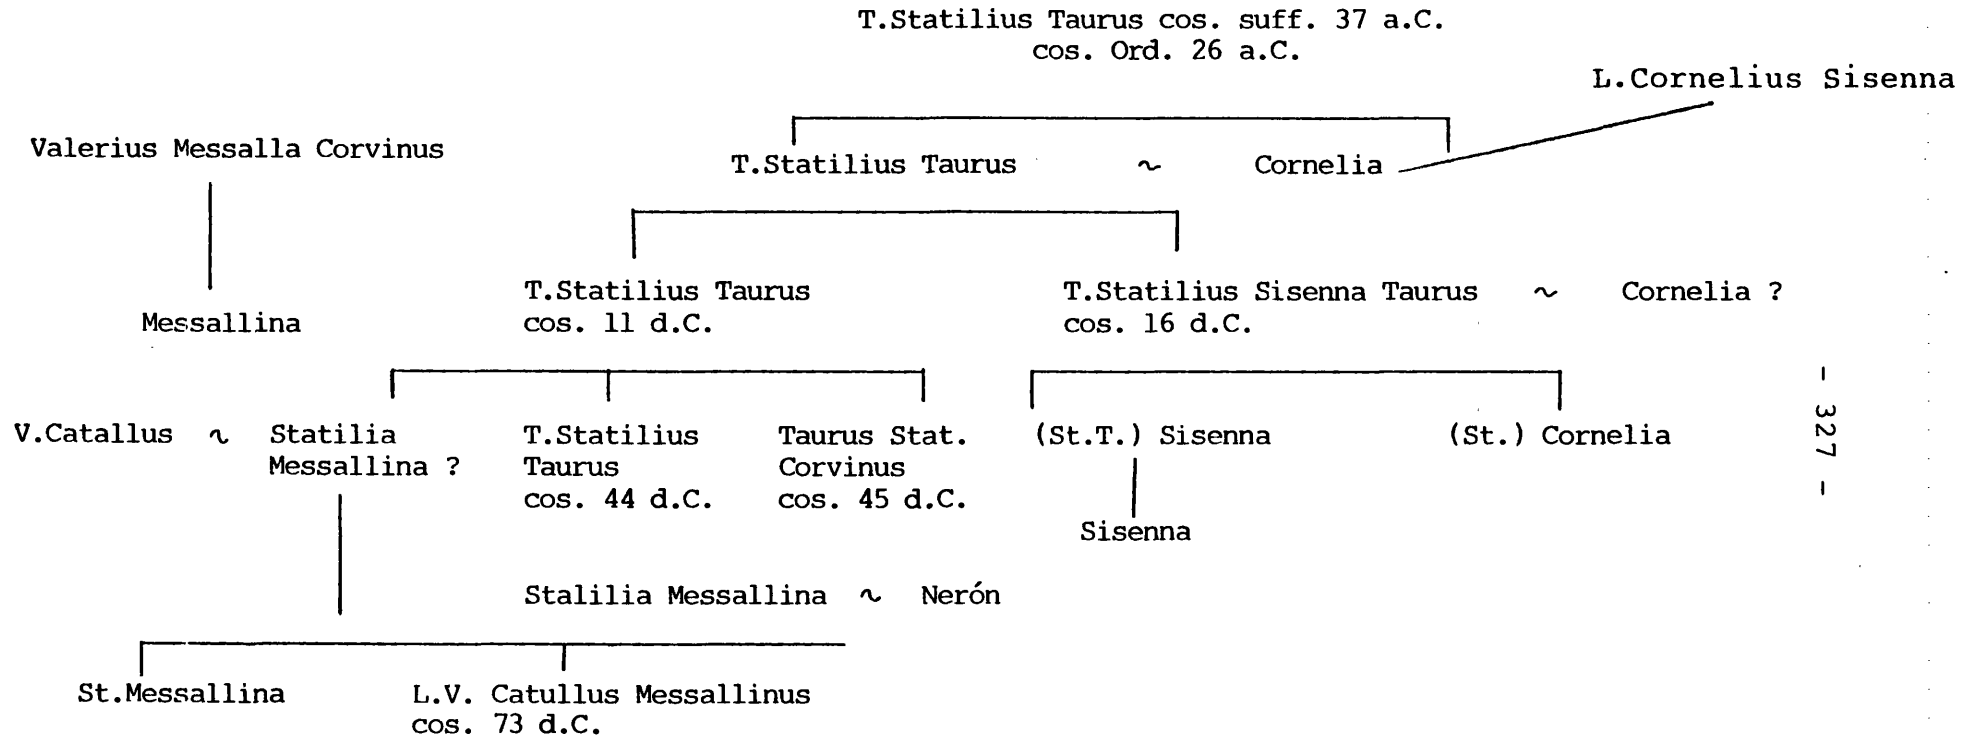 T.Statilius Taurus cos. suff. 37 a.C.
cos. Ord. 26 a.C.
L.Cornelius Sisenna
Valerius Messalla Corvinus
T.Statilius Taurus ~ Cornelia
T.Statilius Taurus
cos. 11 d.C.
T.Statilius Sisenna Taurus ~ Cornelia ?
cos. 16 d.C.
Messallina
V.Catallus ~ Statilia
Messallina ?
T.Statilius
Taurus
cos. 44 d.C.
Taurus Stat.
Corvinus
cos. 45 d.C.
(St.T.) Sisenna
(St.) Cornelia
Sisenna
Stalilia Messallina ~ Nerón
St.Messallina
L.V. Catullus Messallinus
cos. 73 d.C.
- 327 -